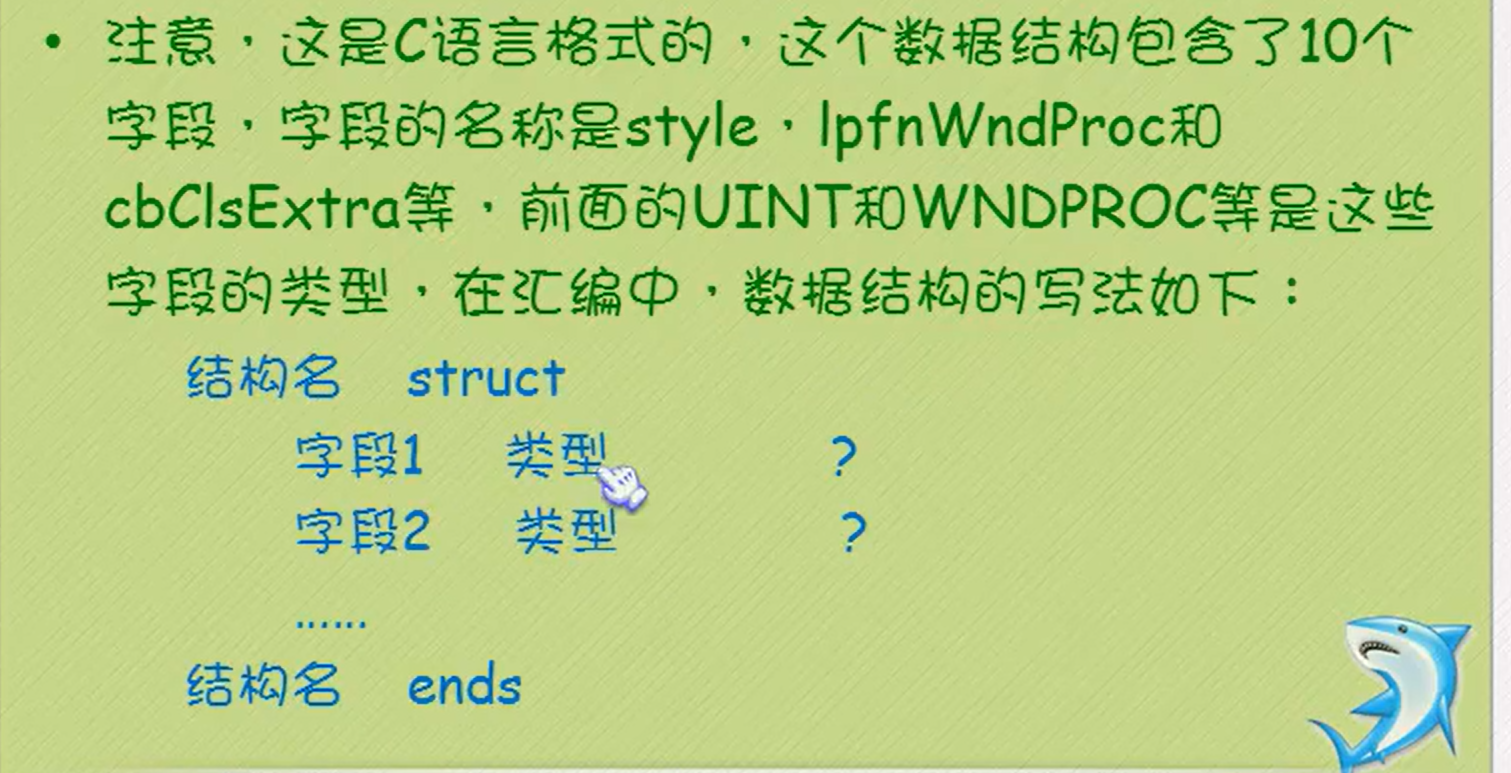 • 注意，这是C语言格式的，这个数据结构包含了10个
字段，字段的名称是style，lpfnWndProc和
cbClsExtra等，前面的UINT和WNDPROC等是这些
字段的类型，在汇编中，数据结构的写法如下：
结构名 struct
字段1 类型 ?
字段2 类型 ?
……
结构名 ends